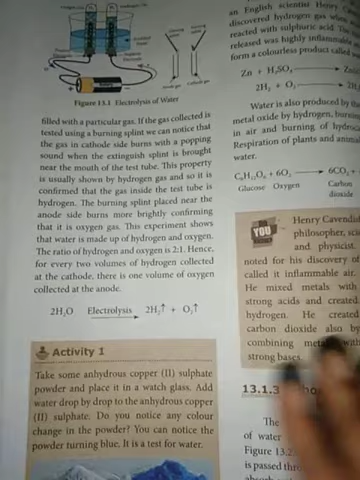 Figure 13.1 Electrolysis of Water
filled with a particular gas. If the gas collected is
tested using a burning splint we can notice that
the gas in cathode side burns with a popping
sound when the extinguish splint is brought
near the mouth of the test tube. This property
is usually shown by hydrogen gas and so it is
confirmed that the gas inside the test tube is
hydrogen. The burning splint placed near the
anode side burns more brightly confirming
that it is oxygen gas. This experiment shows
that water is made up of hydrogen and oxygen.
The ratio of hydrogen and oxygen is 2:1. Hence,
for every two volumes of hydrogen collected
at the cathode, there is one volume of oxygen
collected at the anode.
2H₂O Electrolysis 2H₂↑ + O₂↑
Activity 1
Take some anhydrous copper (II) sulphate
powder and place it in a watch glass. Add
water drop by drop to the anhydrous copper
(II) sulphate. Do you notice any colour
change in the powder? You can notice the
powder turning blue. It is a test for water.
an English scientist Henry
discovered hydrogen gas
reacted with sulphuric acid. The
released was highly inflammable
form a colourless product called
Zn + H₂SO₄
2H₂ + O₂
Water is also produced by
metal oxide by hydrogen, burning
in air and burning of
Respiration of plants and
water.
C₆H₁₂O₆ + 6O₂ 6CO₂ +
Glucose Oxygen Carbon
dioxide
YOU
Henry Cavendish
philosopher,
and physicist
noted for his discovery of
called it inflammable air.
He mixed metals with
strong acids and created
hydrogen. He created
carbon dioxide also by
combining with
strong bases.
13.1.3
The
of water
Figure 13.2
is passed